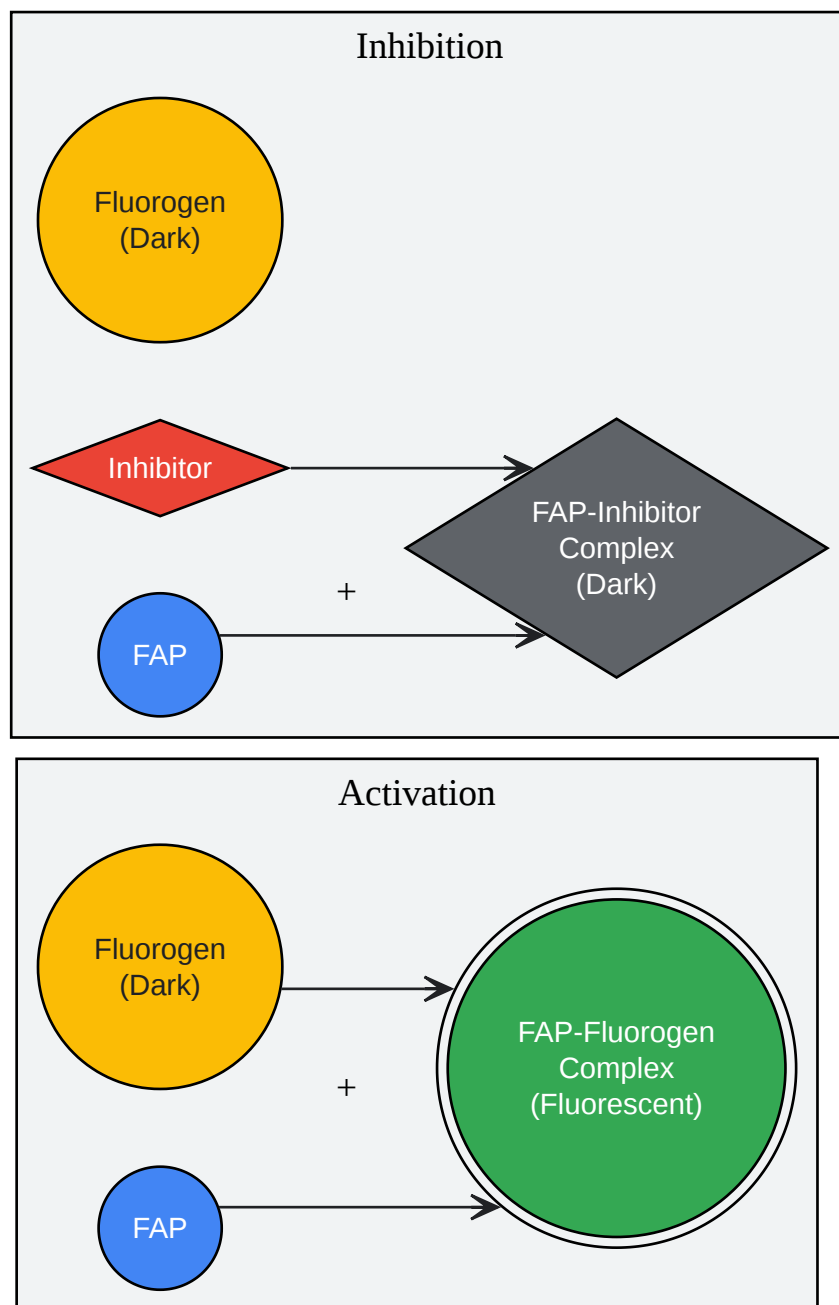 Inhibition
Fluorogen
(Dark)
Inhibitor
FAP-Inhibitor
Complex
(Dark)
+
FAP
Activation
Fluorogen
(Dark)
FAP-Fluorogen
Complex
(Fluorescent)
+
FAP